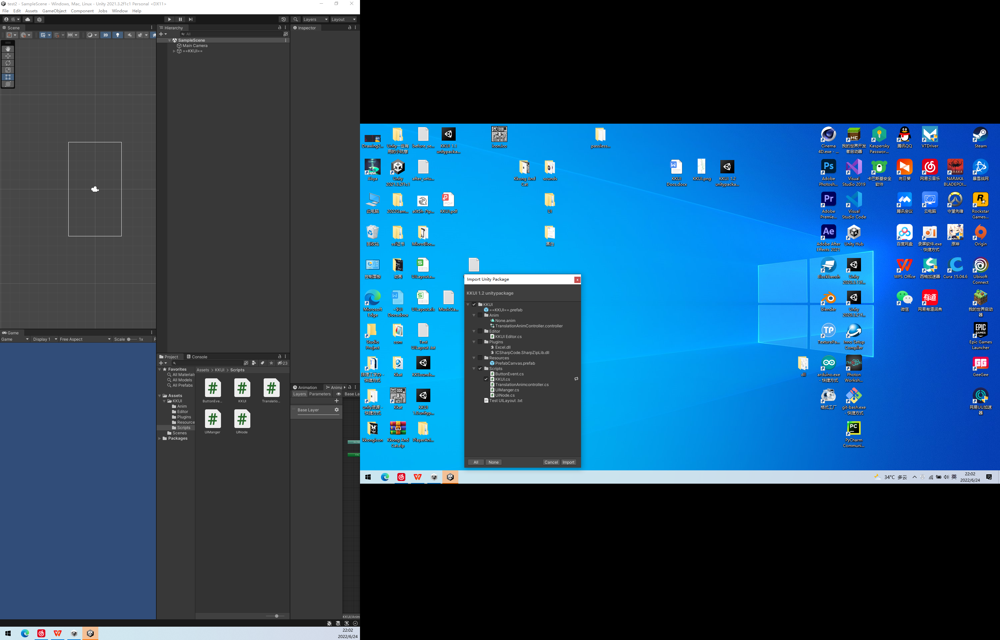 test2 - SampleScene - Windows, Mac, Linux - Unity 2021.3.2f1c1 Personal <DX11>
File Edit Assets GameObject Component Jobs Window Help
Layers Layout
Scene
2D
Hierarchy
All
SampleScene
Main Camera
==KKUI==
Inspector
Game
Game Display 1 Free Aspect Scale 1x
Project Console
23
Favorites
All Materials
All Models
All Prefabs
Assets
KKUI
Anim
Editor
Plugins
Resource
Scripts
Scenes
Packages
Assets > KKUI > Scripts
ButtonEve...
KKUI
Translatio...
UIManger
UiNode
Animation Anima
Layers Parameters Base La
Base Layer
KKUI/Anim
22:02
2022/6/24
Drawing2...
Unity一些有用的小玩意
before_se...
KKUI 1.1 unitypacka...
icon.ico
passless...
Cinema 4D.exe - ...
我的世界开发者启动器
Kaspersky Passwor...
腾讯QQ
VTDriver
Steam
Abya
Unity 2021.3.2f1c1
after_setu...
Kkong And Cat
sounds
KKUI Docs.docx
KKUI.png
KKUI 1.2 unitypacka...
Adobe Photosh...
Visual Studio 2019
卡巴斯基安全软件
向日葵
网易云音乐
NARAKA BLADEPOI...
暴雪战网
此电脑
2022Gam...
a0t5h-7tp...
KKUI.pdf
UI
Adobe Premie...
Visual Studio Code
腾讯会议
云电脑
守望先锋
Rockstar Games...
回收站
ssl证书
MicroBloc...
黑白
Adobe After Effects 2021
Unity Hub
百度网盘
录屏软件.exe - 快捷方式
原神
Origin
控制面板
动画
UILayout.x...
Blockbench
Unity 2020.3.13f...
WPS Office
西柚加速器
Cura 15.04.6
Ubisoft Connect
Microsoft Edge
~$UI Docs.docx
UILayout.xls
MusicGa...
blender
Unity 2020.3.21f...
微信
网易有道词典
我的世界启动器
Studio Project
com
Test UILayout .txt
TexturePa...
Inno Setup Compiler
Epic Games Launcher
陕理工学办 - 快捷方式
Kkat
KKSounds...
dll
arduino.exe - 快捷方式
Photon Worksh...
GeeGee
unity资源 - 快捷方式
Kkat
KKUI 1.0.unityp...
格式工厂
git-bash.exe - 快捷方式
网易UU加速器
kkongicon
Kkong And Cat.zip
PlayerAni...
PyCharm Communi...
Import Unity Package
KKUI 1.2 unitypackage
KKUI
==KKUI==.prefab
Anim
None.anim
TranslationAnimController.controller
Editor
KKUI Editor.cs
Plugins
Excel.dll
ICSharpCode.SharpZipLib.dll
Resources
PrefabCanvas.prefab
Scripts
ButtonEvent.cs
KKUI.cs
TranslationAnimcontroller.cs
UIManger.cs
UiNode.cs
Test UILayout .txt
All None Cancel Import
34°C 多云 英 22:02
2022/6/24